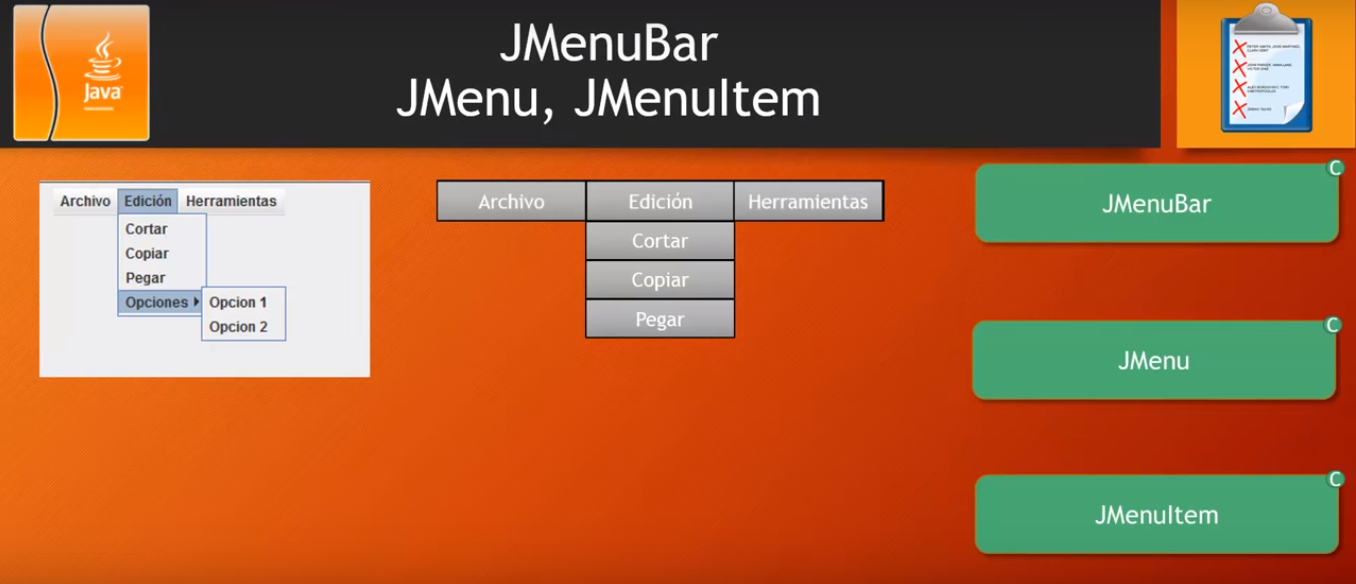 JMenuBar
JMenu, JMenuItem
Java
Archivo Edición Herramientas
Cortar
Copiar
Pegar
Opciones
Opcion 1
Opcion 2
Archivo Edición Herramientas
Cortar
Copiar
Pegar
C
JMenuBar
C
JMenu
C
JMenuItem